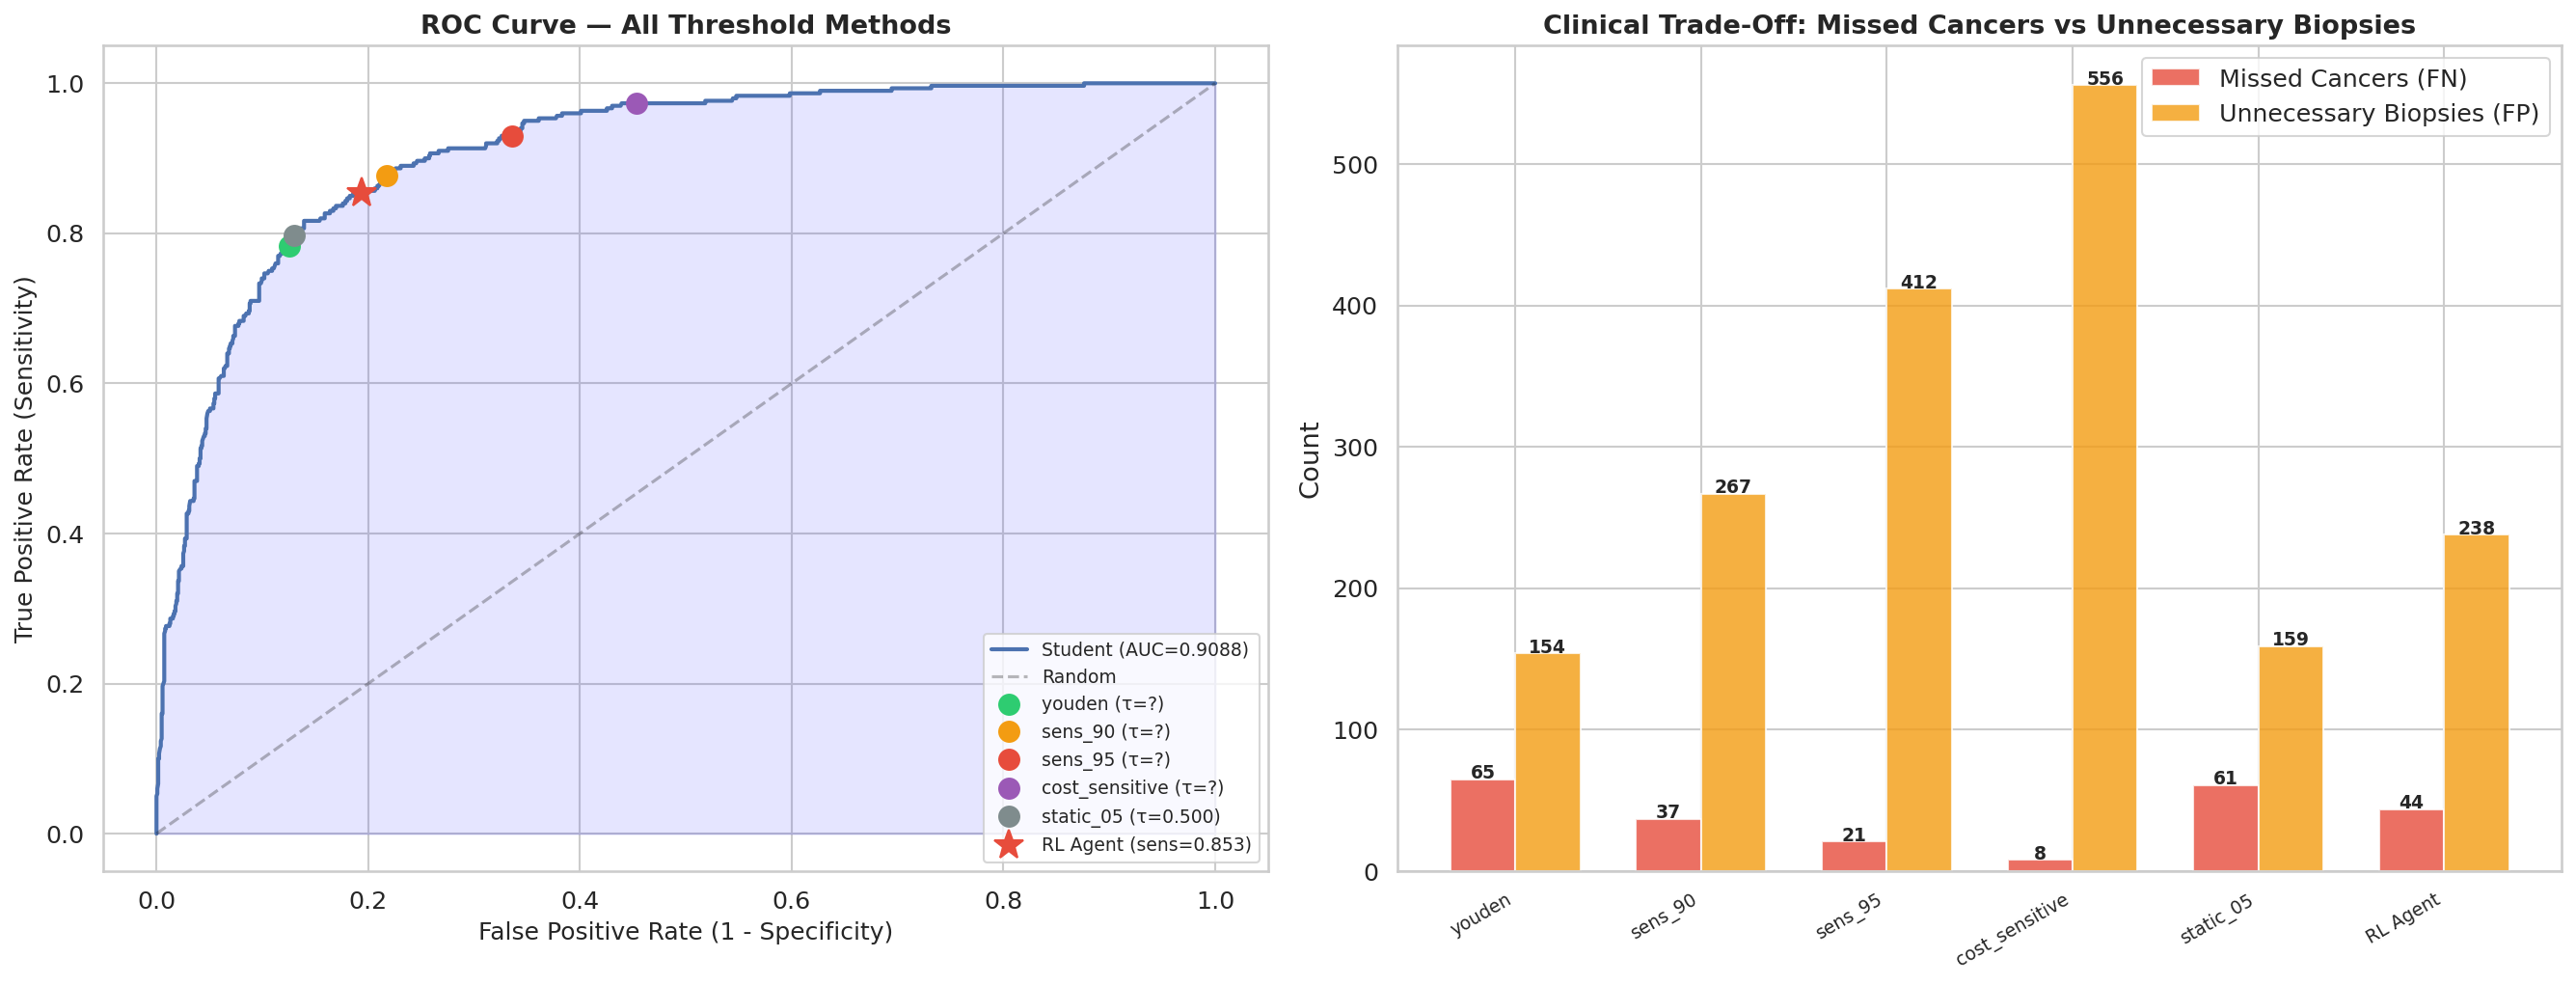 ROC Curve — All Threshold Methods
True Positive Rate (Sensitivity)
1.0
0.8
0.6
0.4
0.2
0.0
0.0 0.2 0.4 0.6 0.8 1.0
False Positive Rate (1 - Specificity)
Student (AUC=0.9088)
Random
youden (τ=?)
sens_90 (τ=?)
sens_95 (τ=?)
cost_sensitive (τ=?)
static_05 (τ=0.500)
RL Agent (sens=0.853)
Clinical Trade-Off: Missed Cancers vs Unnecessary Biopsies
Missed Cancers (FN)
Unnecessary Biopsies (FP)
Count
500
400
300
200
100
0
65 154
37 267
21 412
8 556
61 159
44 238
youden
sens_90
sens_95
cost_sensitive
static_05
RL Agent